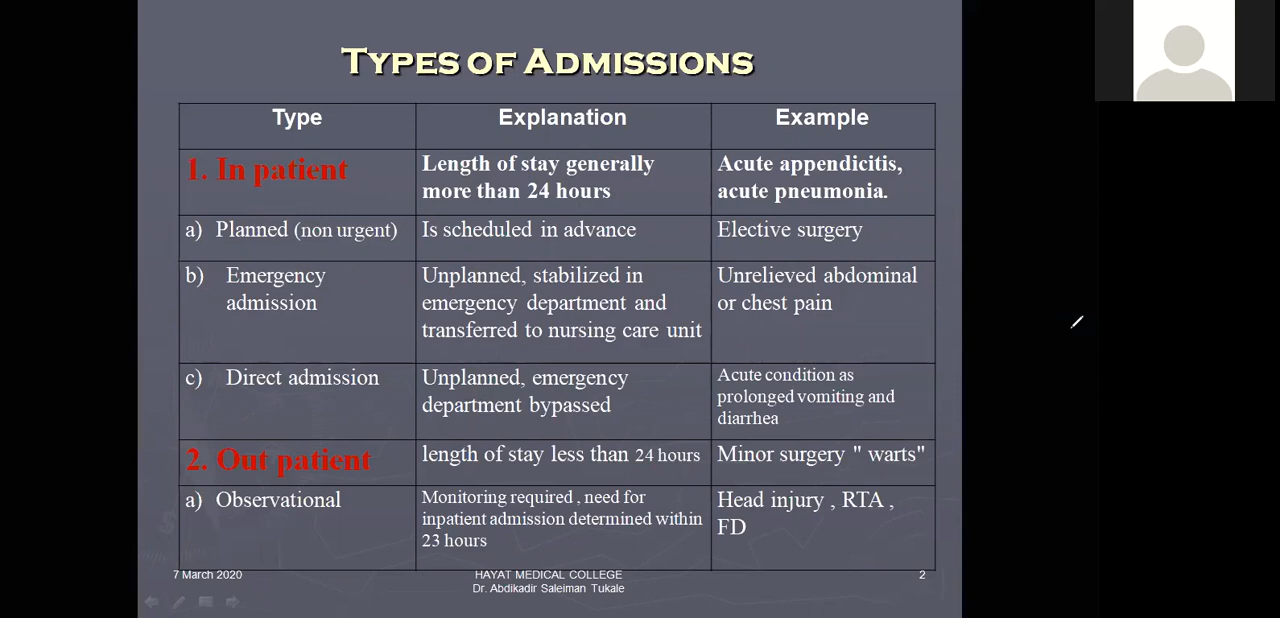 TYPES OF ADMISSIONS
Type Explanation Example
1. In patient
Length of stay generally
more than 24 hours
Acute appendicitis,
acute pneumonia.
a) Planned (non urgent)
Is scheduled in advance
Elective surgery
b) Emergency
admission
Unplanned, stabilized in
emergency department and
transferred to nursing care unit
Unrelieved abdominal
or chest pain
c) Direct admission
Unplanned, emergency
department bypassed
Acute condition as
prolonged vomiting and
diarrhea
2. Out patient
length of stay less than 24 hours
Minor surgery " warts"
a) Observational
Monitoring required , need for
inpatient admission determined within
23 hours
Head injury , RTA ,
FD
7 March 2020
HAYAT MEDICAL COLLEGE
Dr. Abdikadir Saleiman Tukale
2